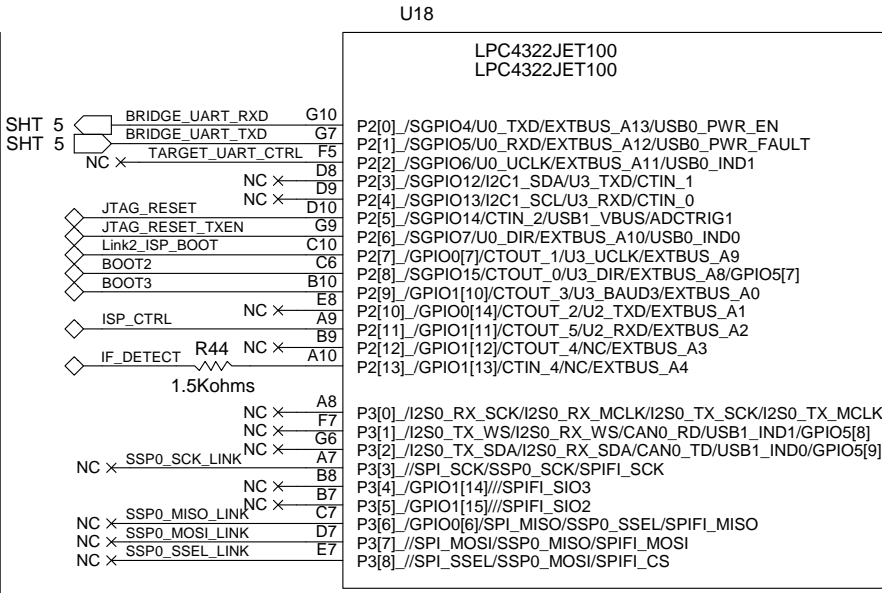 U18
LPC4322JET100
LPC4322JET100
SHT 5 BRIDGE_UART_RXD G10 P2[0]_/SGPIO4/U0_TXD/EXTBUS_A13/USB0_PWR_EN
SHT 5 BRIDGE_UART_TXD G7 P2[1]_/SGPIO5/U0_RXD/EXTBUS_A12/USB0_PWR_FAULT
NC TARGET_UART_CTRL F5 P2[2]_/SGPIO6/U0_UCLK/EXTBUS_A11/USB0_IND1
NC D8 P2[3]_/SGPIO12/I2C1_SDA/U3_TXD/CTIN_1
NC D9 P2[4]_/SGPIO13/I2C1_SCL/U3_RXD/CTIN_0
JTAG_RESET D10 P2[5]_/SGPIO14/CTIN_2/USB1_VBUS/ADCTRIG1
JTAG_RESET_TXEN G9 P2[6]_/SGPIO7/U0_DIR/EXTBUS_A10/USB0_IND0
Link2_ISP_BOOT C10 P2[7]_/GPIO0[7]/CTOUT_1/U3_UCLK/EXTBUS_A9
BOOT2 C6 P2[8]_/SGPIO15/CTOUT_0/U3_DIR/EXTBUS_A8/GPIO5[7]
BOOT3 B10 P2[9]_/GPIO1[10]/CTOUT_3/U3_BAUD3/EXTBUS_A0
NC E8 P2[10]_/GPIO0[14]/CTOUT_2/U2_TXD/EXTBUS_A1
ISP_CTRL A9 P2[11]_/GPIO1[11]/CTOUT_5/U2_RXD/EXTBUS_A2
NC B9 P2[12]_/GPIO1[12]/CTOUT_4/NC/EXTBUS_A3
IF_DETECT R44 A10 P2[13]_/GPIO1[13]/CTIN_4/NC/EXTBUS_A4
1.5Kohms
NC A8 P3[0]_/I2S0_RX_SCK/I2S0_RX_MCLK/I2S0_TX_SCK/I2S0_TX_MCLK
NC F7 P3[1]_/I2S0_TX_WS/I2S0_RX_WS/CAN0_RD/USB1_IND1/GPIO5[8]
NC G6 P3[2]_/I2S0_TX_SDA/I2S0_RX_SDA/CAN0_TD/USB1_IND0/GPIO5[9]
NC SSP0_SCK_LINK A7 P3[3]_//SPI_SCK/SSP0_SCK/SPIFI_SCK
NC B8 P3[4]_/GPIO1[14]///SPIFI_SIO3
NC B7 P3[5]_/GPIO1[15]///SPIFI_SIO2
NC SSP0_MISO_LINK C7 P3[6]_/GPIO0[6]/SPI_MISO/SSP0_SSEL/SPIFI_MISO
NC SSP0_MOSI_LINK D7 P3[7]_//SPI_MOSI/SSP0_MISO/SPIFI_MOSI
NC SSP0_SSEL_LINK E7 P3[8]_//SPI_SSEL/SSP0_MOSI/SPIFI_CS